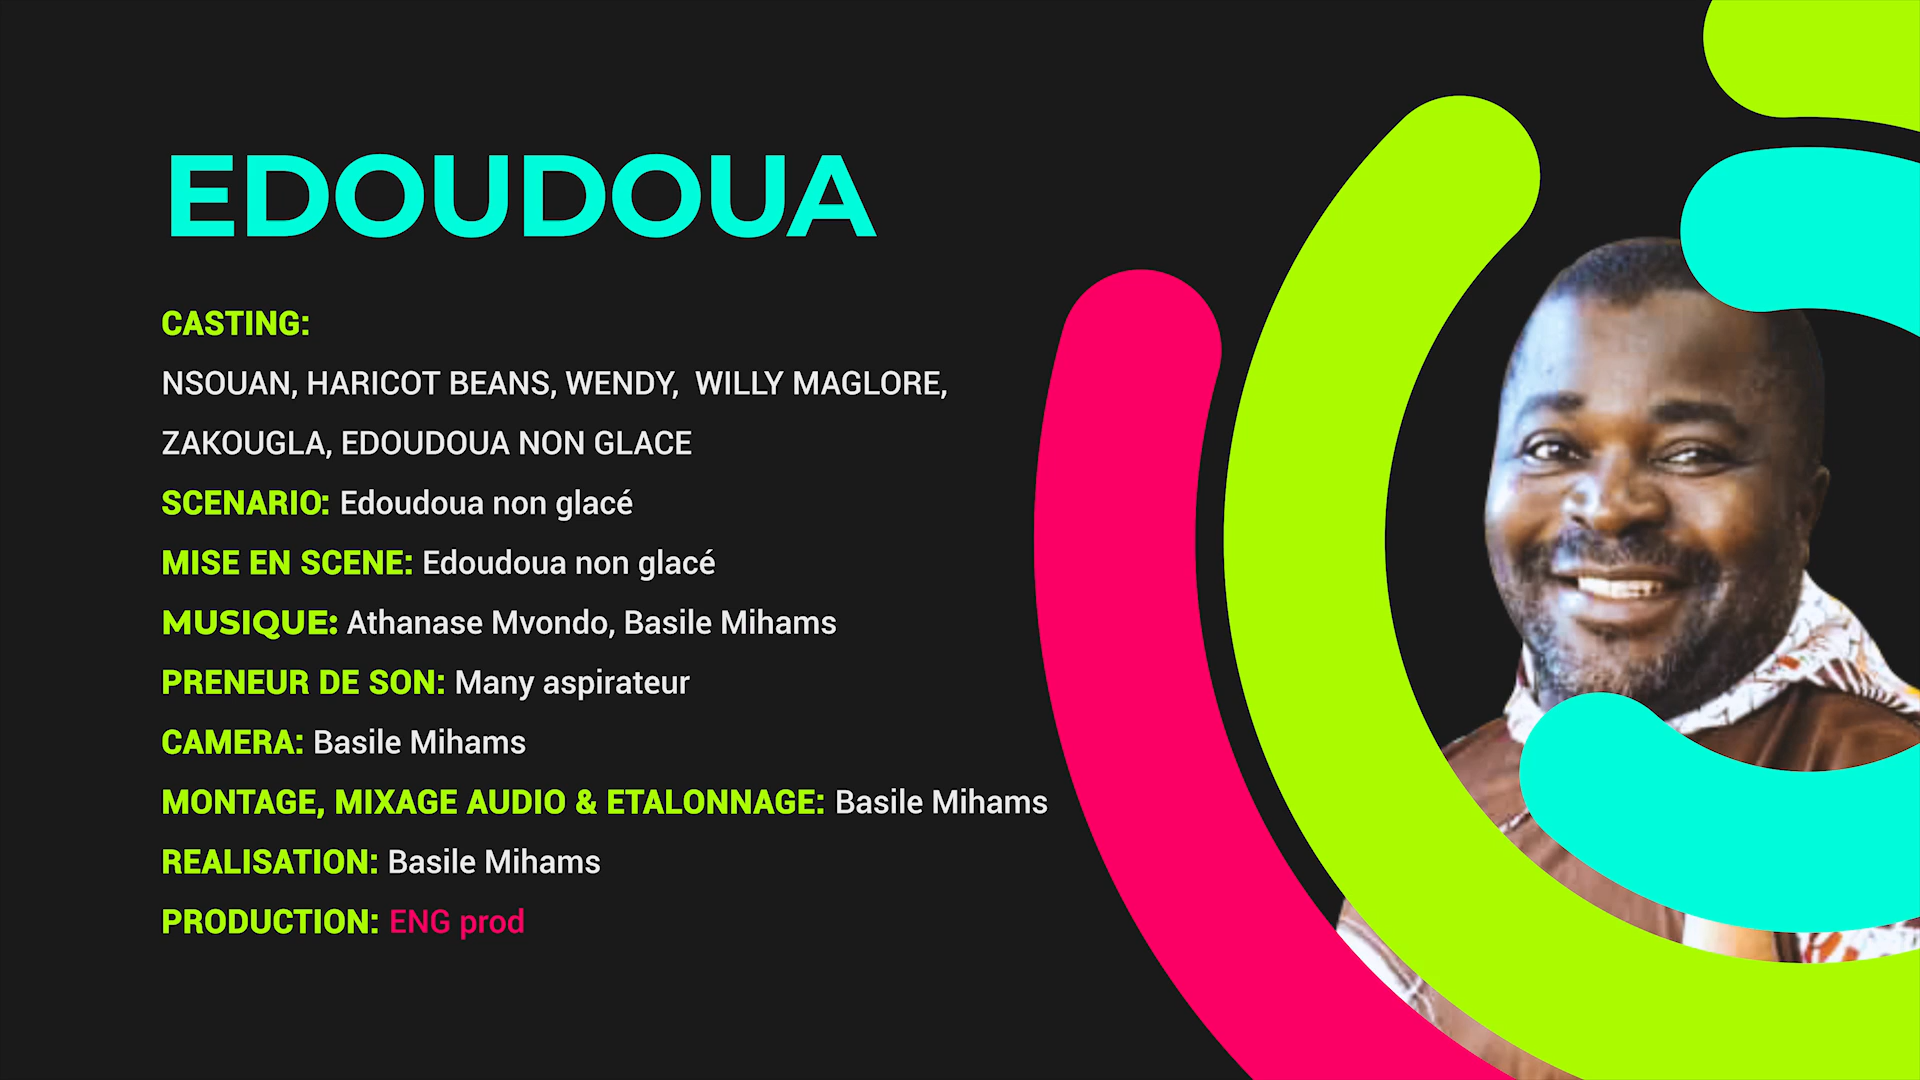 EDOUDOUA
CASTING:
NSOUAN, HARICOT BEANS, WENDY, WILLY MAGLORE,
ZAKOUGLA, EDOUDOUA NON GLACE
SCENARIO: Edoudoua non glacé
MISE EN SCENE: Edoudoua non glacé
MUSIQUE: Athanase Mvondo, Basile Mihams
PRENEUR DE SON: Many aspirateur
CAMERA: Basile Mihams
MONTAGE, MIXAGE AUDIO & ETALONNAGE: Basile Mihams
REALISATION: Basile Mihams
PRODUCTION: ENG prod